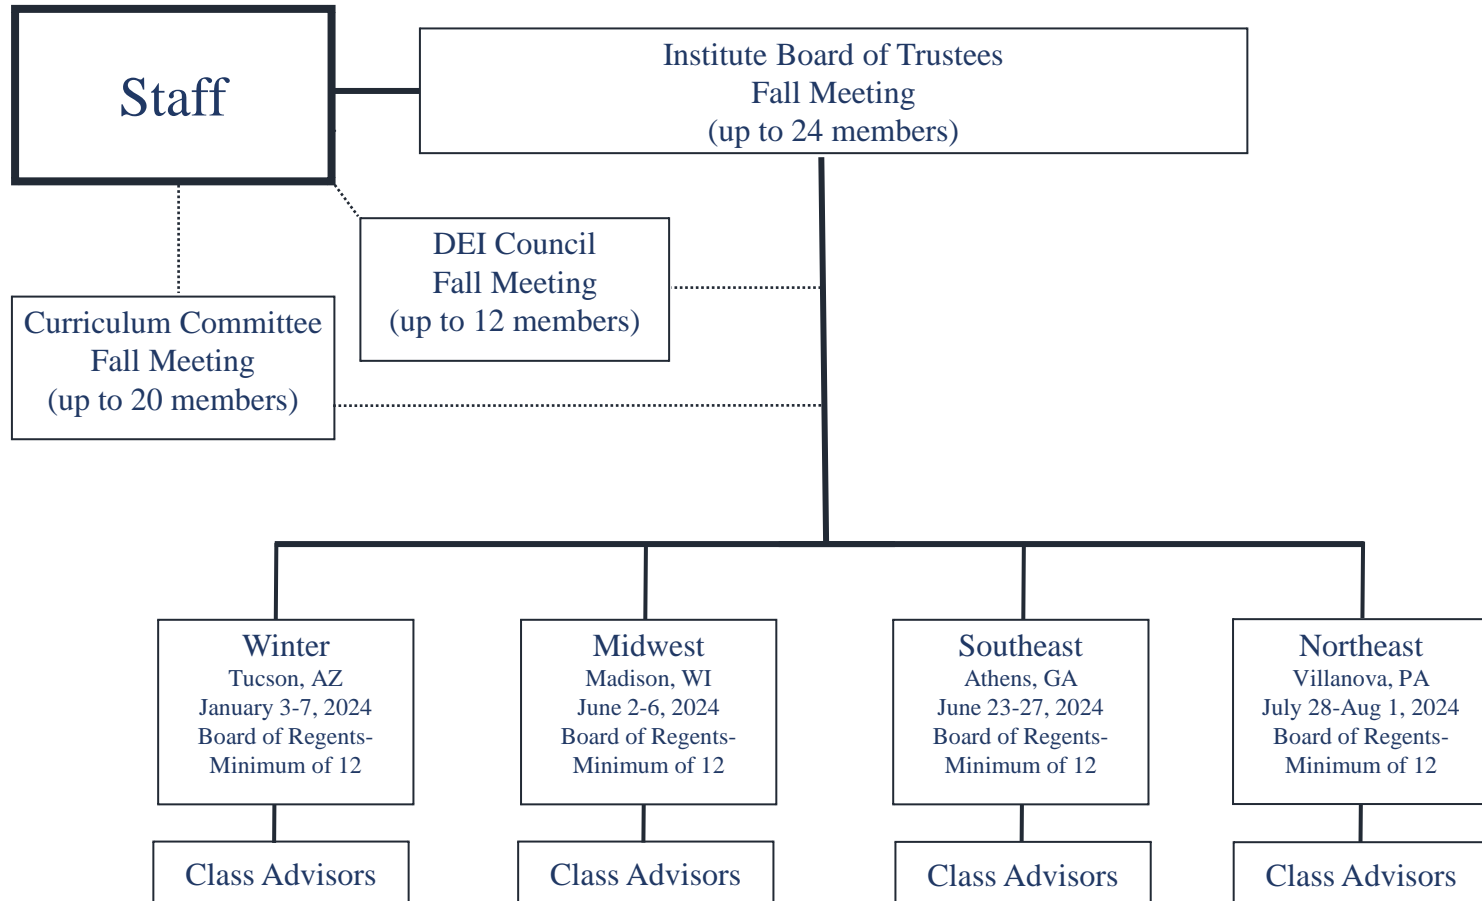 Staff
Institute Board of Trustees
Fall Meeting
(up to 24 members)
DEI Council
Fall Meeting
(up to 12 members)
Curriculum Committee
Fall Meeting
(up to 20 members)
Winter
Tucson, AZ
January 3-7, 2024
Board of Regents-
Minimum of 12
Midwest
Madison, WI
June 2-6, 2024
Board of Regents-
Minimum of 12
Southeast
Athens, GA
June 23-27, 2024
Board of Regents-
Minimum of 12
Northeast
Villanova, PA
July 28-Aug 1, 2024
Board of Regents-
Minimum of 12
Class Advisors
Class Advisors
Class Advisors
Class Advisors